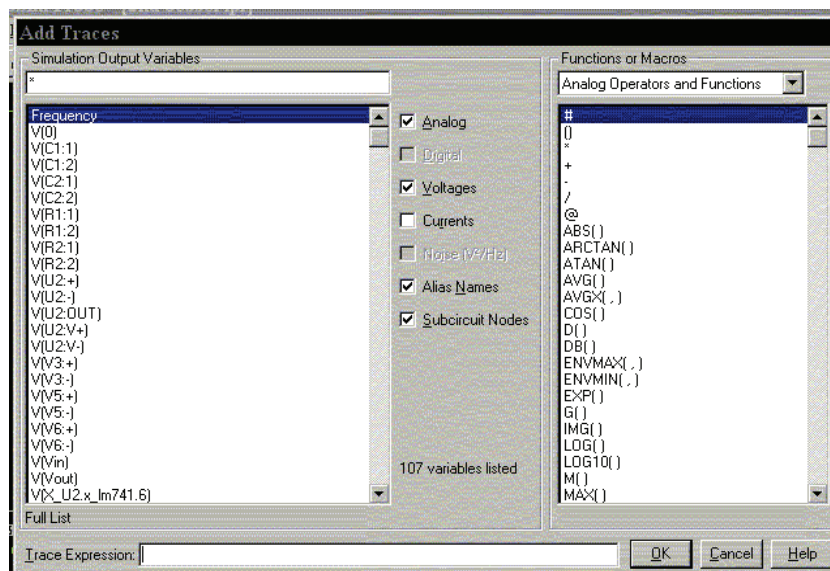 Add Traces
Simulation Output Variables
*
Frequency
V(0)
V(C1:1)
V(C1:2)
V(C2:1)
V(C2:2)
V(R1:1)
V(R1:2)
V(R2:1)
V(R2:2)
V(U2:+)
V(U2:-)
V(U2:OUT)
V(U2:V+)
V(U2:V-)
V(V3:+)
V(V3:-)
V(V5:+)
V(V5:-)
V(V6:+)
V(V6:-)
V(Vin)
V(Vout)
V(X_U2.x_lm741.6)
Full List
Analog
Digital
Voltages
Currents
Noise (V²/Hz)
Alias Names
Subcircuit Nodes
107 variables listed
Functions or Macros
Analog Operators and Functions
#
()
*
+
-
/
@
ABS( )
ARCTAN( )
ATAN( )
AVG( )
AVGX( , )
COS( )
D( )
DB( )
ENVMAX( , )
ENVMIN( , )
EXP( )
G( )
IMG( )
LOG( )
LOG10( )
M( )
MAX( )
Trace Expression:
OK
Cancel
Help